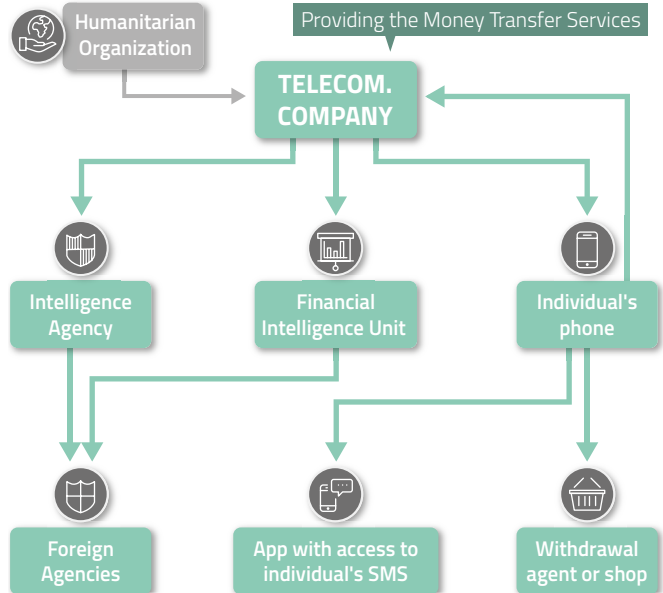 Humanitarian
Organization
Providing the Money Transfer Services
TELECOM.
COMPANY
Intelligence
Agency
Financial
Intelligence Unit
Individual's
phone
Foreign
Agencies
App with access to
individual's SMS
Withdrawal
agent or shop